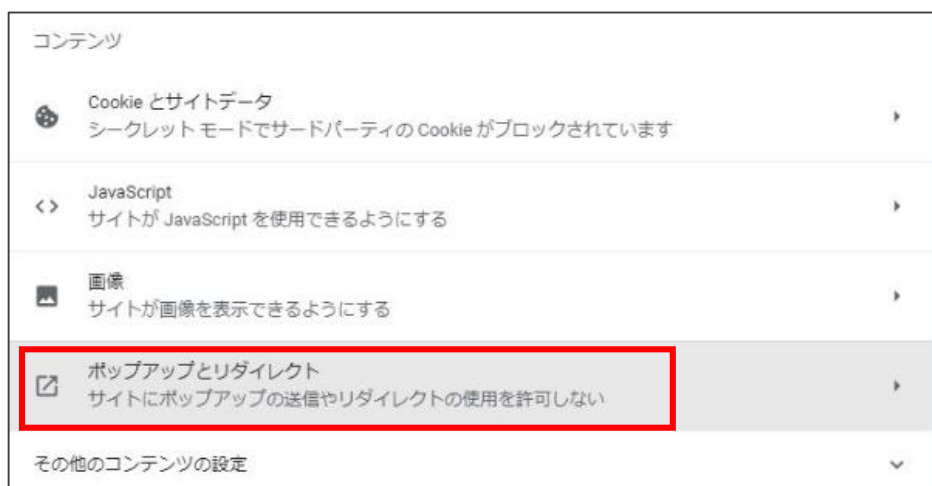 コンテンツ
Cookie とサイトデータ
シークレット モードでサードパーティの Cookie がブロックされています
JavaScript
サイトが JavaScript を使用できるようにする
画像
サイトが画像を表示できるようにする
ポップアップとリダイレクト
サイトにポップアップの送信やリダイレクトの使用を許可しない
その他のコンテンツの設定